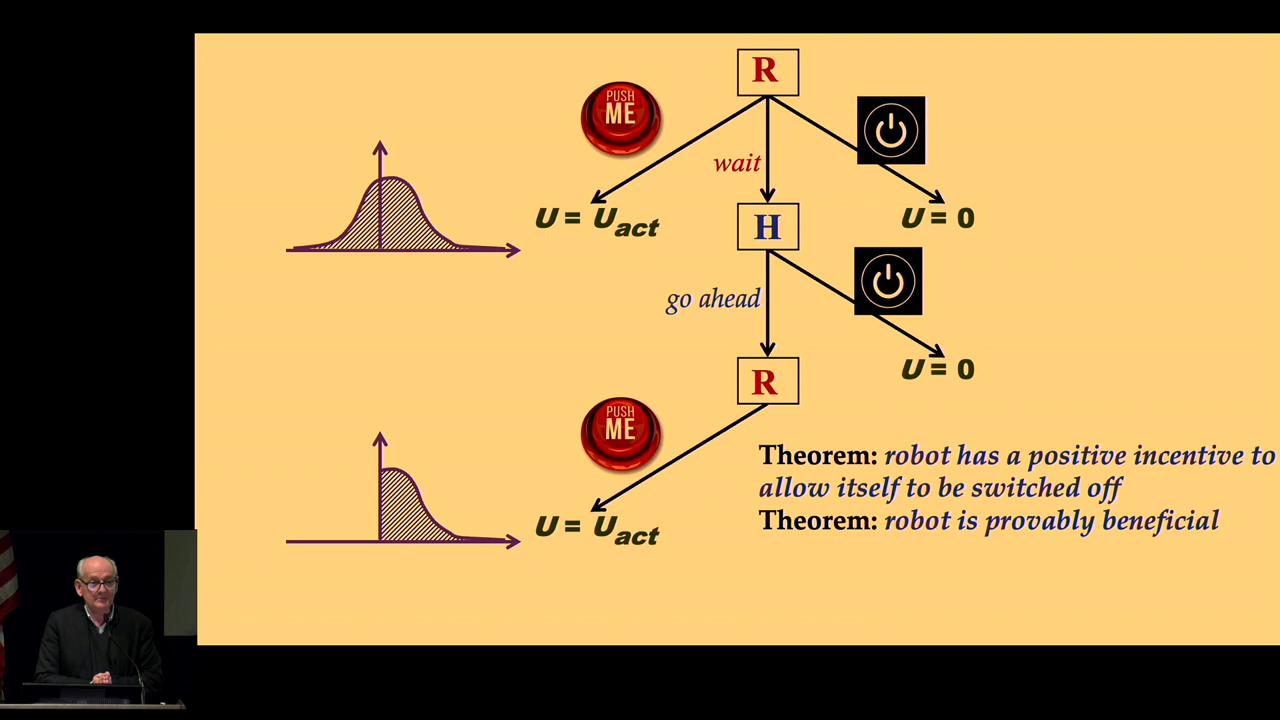 R
PUSH
ME
wait
U = Uact
H
U = 0
go ahead
U = 0
R
PUSH
ME
U = Uact
Theorem: robot has a positive incentive to
allow itself to be switched off
Theorem: robot is provably beneficial